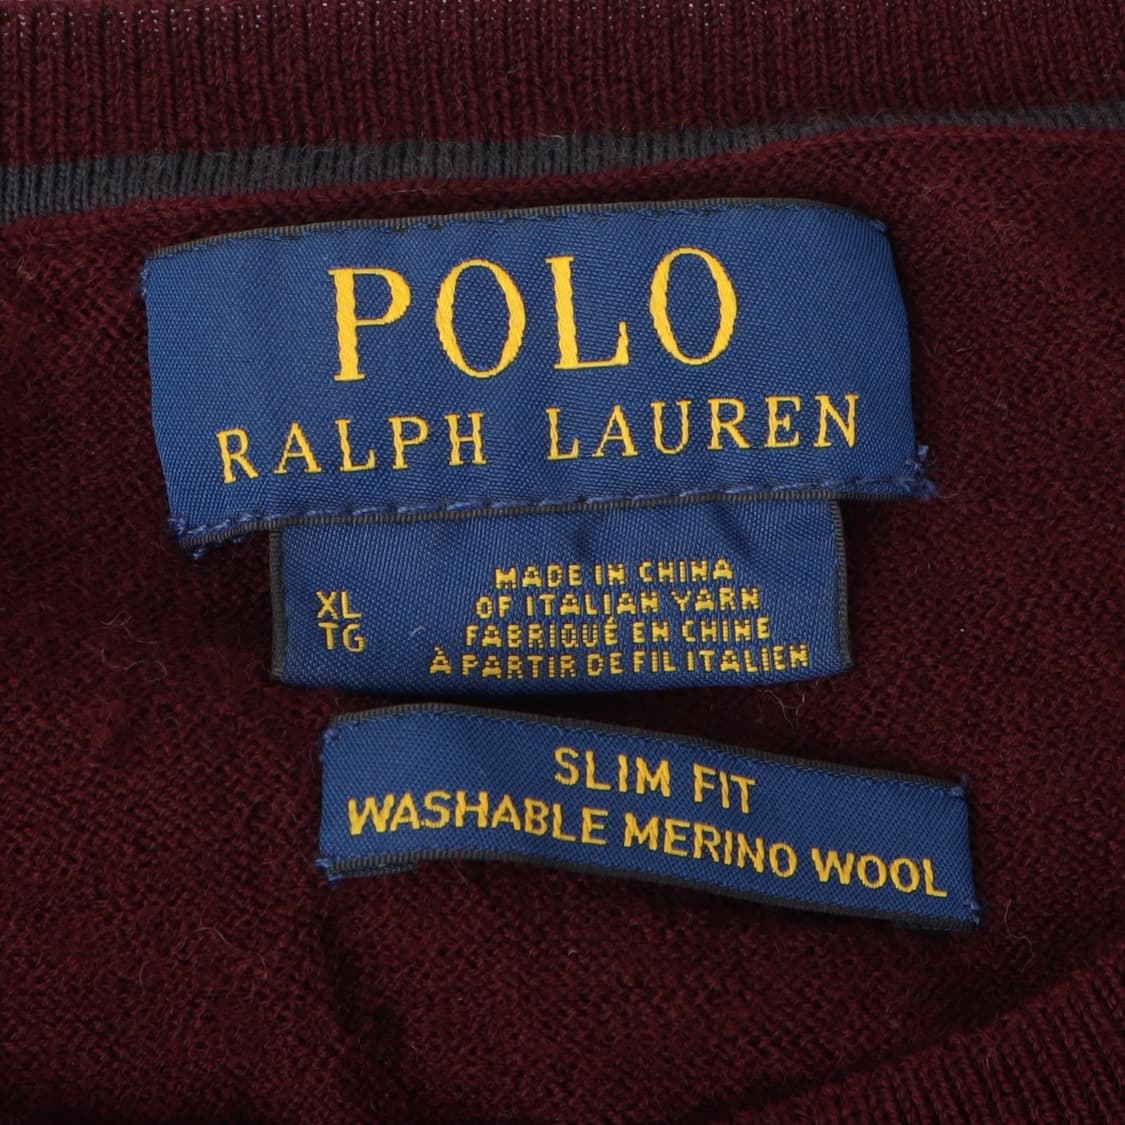 POLO
RALPH LAUREN
XL
TG
MADE IN CHINA
OF ITALIAN YARN
FABRIQUÉ EN CHINE
À PARTIR DE FIL ITALIEN
SLIM FIT
WASHABLE MERINO WOOL